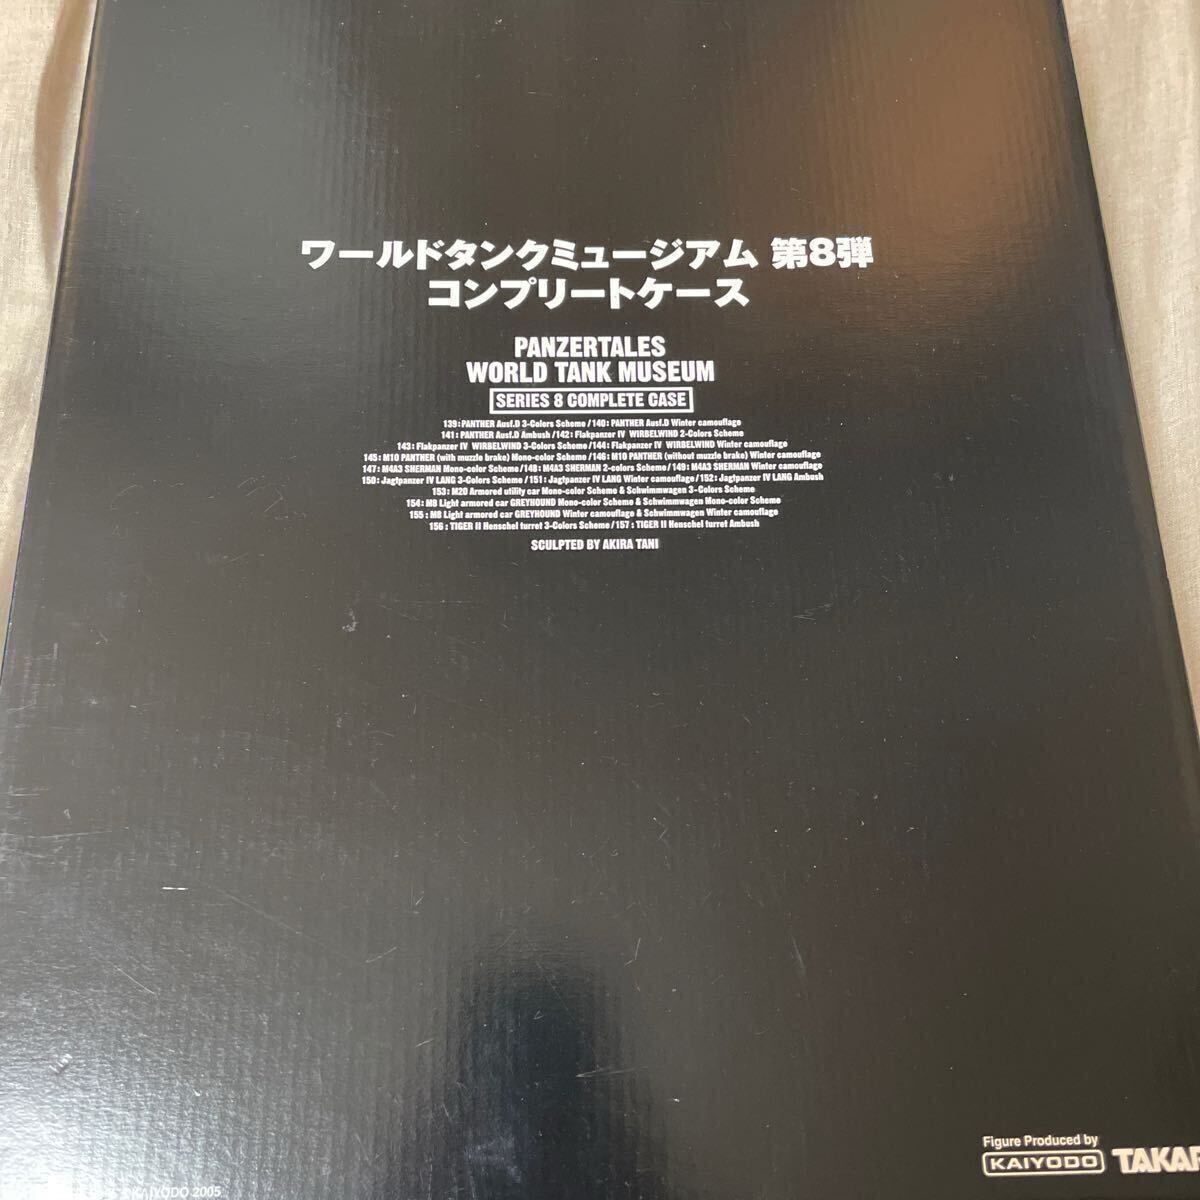 ワールドタンクミュージアム 第8弾
コンプリートケース
PANZERTALES
WORLD TANK MUSEUM
SERIES 8 COMPLETE CASE
139:PANTHER Ausf.D 3-Colors Scheme/140:PANTHER Ausf.D Winter camouflage
141:PANTHER Ausf.D Ambush/142:Flakpanzer IV WIRBELWIND 2-Colors Scheme
143:Flakpanzer IV WIRBELWIND 3-Colors Scheme/144:Flakpanzer IV WIRBELWIND Winter camouflage
145:M10 PANTHER (with muzzle brake) Mono-color Scheme/146:M10 PANTHER (without muzzle brake) Winter camouflage
147:M4A3 SHERMAN Mono-color Scheme/148:M4A3 SHERMAN 2-colors Scheme/149:M4A3 SHERMAN Winter camouflage
150:Jagtpanzer IV LANG 3-Colors Scheme/151:Jagtpanzer IV LANG Winter camouflage/152:Jagtpanzer IV LANG Ambush
153:M20 Armored utility car Mono-color Scheme & Schwimmwagen 3-Colors Scheme
154:M8 Light armored car GREYHOUND Mono-color Scheme & Schwimmwagen Mono-color Scheme
155:M8 Light armored car GREYHOUND Winter camouflage & Schwimmwagen Winter camouflage
156:TIGER II Henschel turret 3-Colors Scheme/157:TIGER II Henschel turret Ambush
SCULPTED BY AKIRA TANI
Figure Produced by
KAIYODO TAKAR
KAIYODO 2005